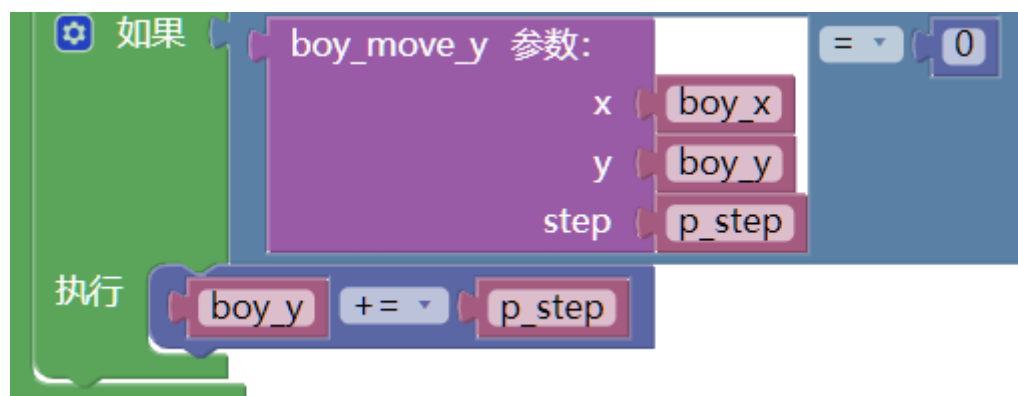 如果 boy_move_y 参数: = 0
x boy_x
y boy_y
step p_step
执行 boy_y += p_step